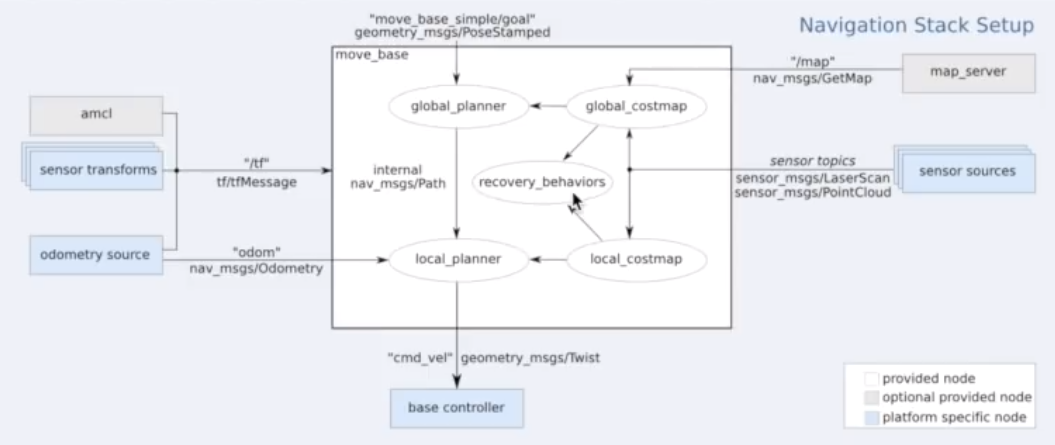 Navigation Stack Setup
"move_base_simple/goal"
geometry_msgs/PoseStamped
move_base
"/map"
nav_msgs/GetMap
map_server
global_planner
global_costmap
amcl
sensor transforms
"/tf"
tf/tfMessage
internal
nav_msgs/Path
recovery_behaviors
sensor topics
sensor_msgs/LaserScan
sensor_msgs/PointCloud
sensor sources
odometry source
"odom"
nav_msgs/Odometry
local_planner
local_costmap
"cmd_vel" geometry_msgs/Twist
base controller
provided node
optional provided node
platform specific node